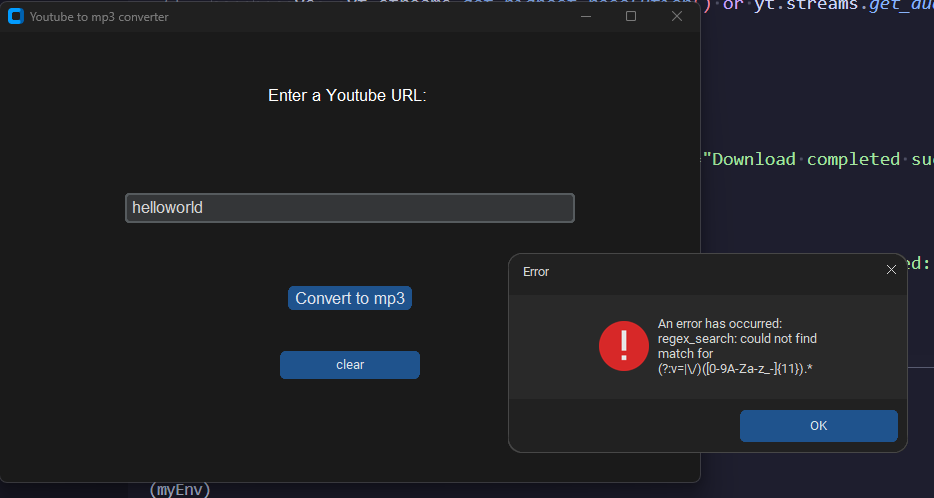 Youtube to mp3 converter
) or yt.streams.get_au
Enter a Youtube URL:
="Download completed su
helloworld
ed:
Error
An error has occurred:
regex_search: could not find
match for
(?:v=|\/)([0-9A-Za-z_-]{11}).*
Convert to mp3
clear
OK
(myEnv)